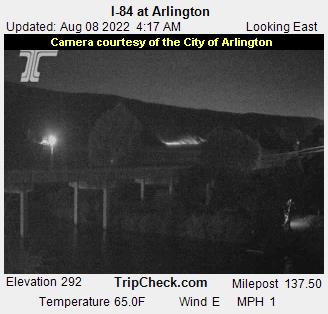 I-84 at Arlington
Updated: Aug 08 2022 4:17 AM Looking East
Camera courtesy of the City of Arlington
Elevation 292 TripCheck.com Milepost 137.50
Temperature 65.0F Wind E MPH 1